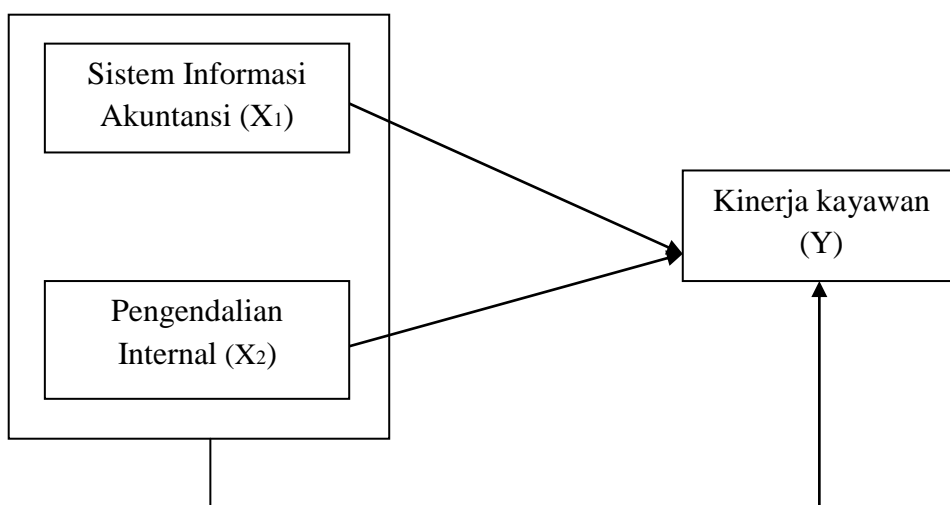 Sistem Informasi
Akuntansi (X1)
Kinerja kayawan
(Y)
Pengendalian
Internal (X2)